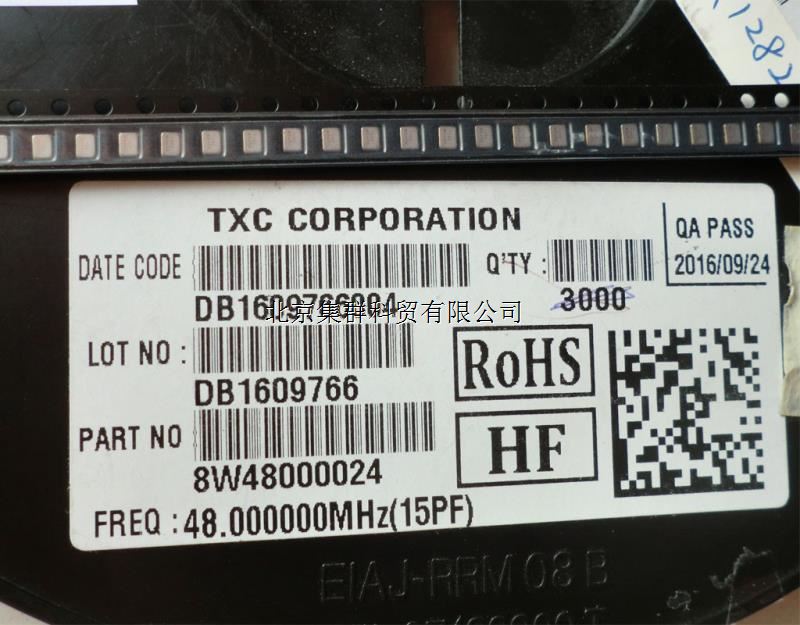 1282
TXC CORPORATION
QA PASS
2016/09/24
DATE CODE
Q'TY :
3000
北京集群科贸有限公司
LOT NO :
DB1609766
RoHS
PART NO
HF
8W48000024
FREQ :48.000000MHz(15PF)
EIAJ-RRM 08 B